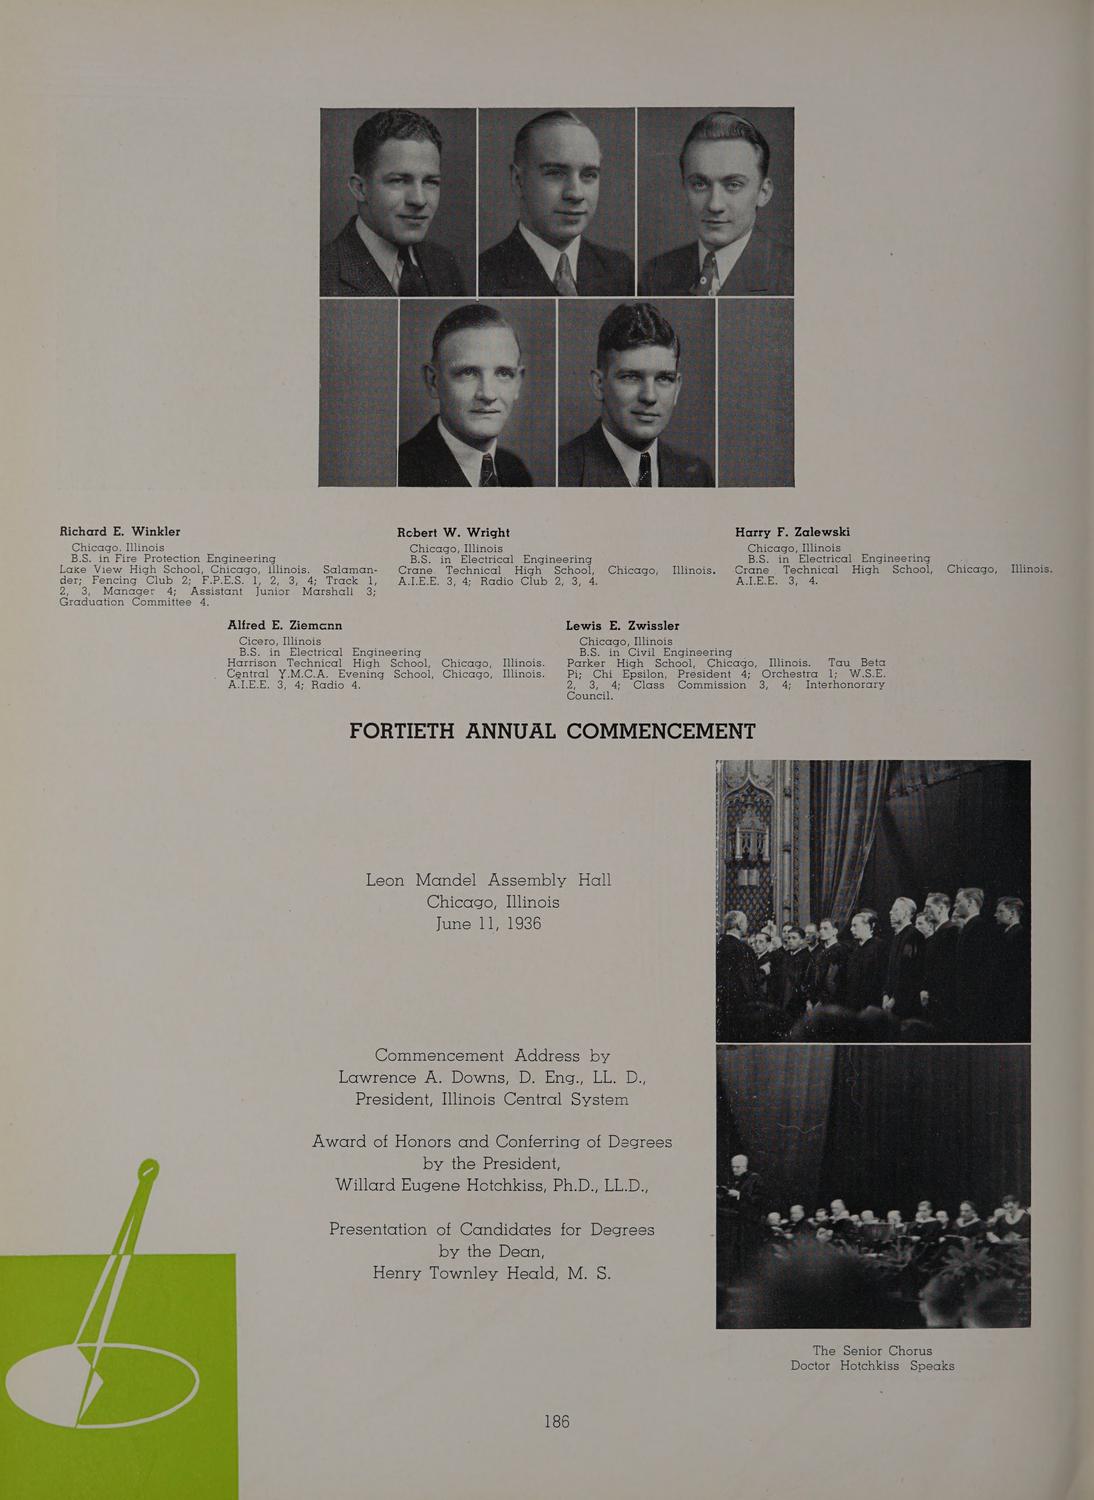 Richard E. Winkler
Chicago, Illinois
B.S. in Fire Protection Engineering
Lake View High School, Chicago, Illinois. Salaman-
der; Fencing Club 2; F.P.E.S. 1, 2, 3, 4; Track 1,
2, 3, Manager 4; Assistant Junior Marshall 3;
Graduation Committee 4.
Robert W. Wright
Chicago, Illinois
B.S. in Electrical Engineering
Crane Technical High School, Chicago, Illinois.
A.I.E.E. 3, 4; Radio Club 2, 3, 4.
Harry F. Zalewski
Chicago, Illinois
B.S. in Electrical Engineering
Crane Technical High School, Chicago, Illinois.
A.I.E.E. 3, 4.
Alfred E. Ziemann
Cicero, Illinois
B.S. in Electrical Engineering
Harrison Technical High School, Chicago, Illinois.
Central Y.M.C.A. Evening School, Chicago, Illinois.
A.I.E.E. 3, 4; Radio 4.
Lewis E. Zwissler
Chicago, Illinois
B.S. in Civil Engineering
Parker High School, Chicago, Illinois. Tau Beta
Pi; Chi Epsilon, President 4; Orchestra 1; W.S.E.
2, 3, 4; Class Commission 3, 4; Interhonorary
Council.
FORTIETH ANNUAL COMMENCEMENT
Leon Mandel Assembly Hall
Chicago, Illinois
June 11, 1936
Commencement Address by
Lawrence A. Downs, D. Eng., LL. D.,
President, Illinois Central System
Award of Honors and Conferring of Degrees
by the President,
Willard Eugene Hotchkiss, Ph.D., LL.D.,
Presentation of Candidates for Degrees
by the Dean,
Henry Townley Heald, M. S.
The Senior Chorus
Doctor Hotchkiss Speaks
186